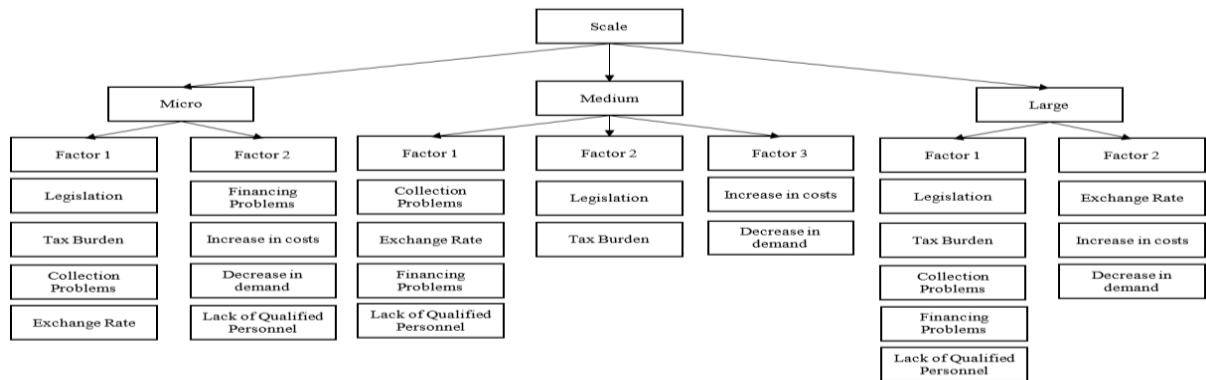 Scale
Micro
Medium
Large
Factor 1
Legislation
Tax Burden
Collection
Problems
Exchange Rate
Factor 2
Financing
Problems
Increase in costs
Decrease in
demand
Lack of Qualified
Personnel
Factor 1
Collection
Problems
Exchange Rate
Financing
Problems
Lack of Qualified
Personnel
Factor 2
Legislation
Tax Burden
Factor 3
Increase in costs
Decrease in
demand
Factor 1
Legislation
Tax Burden
Collection
Problems
Financing
Problems
Lack of Qualified
Personnel
Factor 2
Exchange Rate
Increase in costs
Decrease in
demand